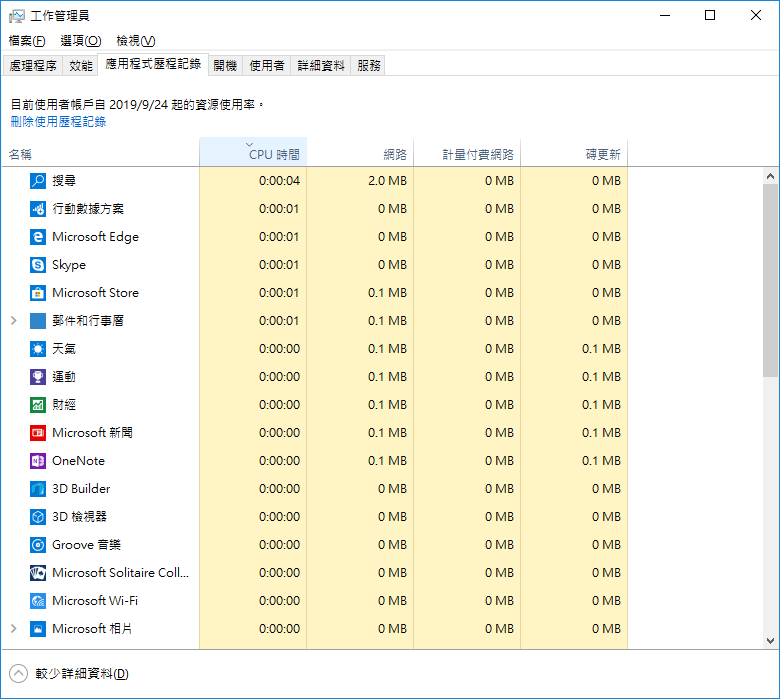 工作管理員
檔案(F) 選項(O) 檢視(V)
處理程序 效能 應用程式歷程記錄 開機 使用者 詳細資料 服務
目前使用者帳戶自 2019/9/24 起的資源使用率。
刪除使用歷程記錄
名稱 CPU 時間 網路 計量付費網路 磚更新
搜尋 0:00:04 2.0 MB 0 MB 0 MB
行動數據方案 0:00:01 0 MB 0 MB 0 MB
Microsoft Edge 0:00:01 0 MB 0 MB 0 MB
Skype 0:00:01 0 MB 0 MB 0 MB
Microsoft Store 0:00:01 0.1 MB 0 MB 0 MB
郵件和行事曆 0:00:01 0.1 MB 0 MB 0 MB
天氣 0:00:00 0.1 MB 0 MB 0.1 MB
運動 0:00:00 0.1 MB 0 MB 0.1 MB
財經 0:00:00 0.1 MB 0 MB 0.1 MB
Microsoft 新聞 0:00:00 0.1 MB 0 MB 0.1 MB
OneNote 0:00:00 0.1 MB 0 MB 0.1 MB
3D Builder 0:00:00 0 MB 0 MB 0 MB
3D 檢視器 0:00:00 0 MB 0 MB 0 MB
Groove 音樂 0:00:00 0 MB 0 MB 0 MB
Microsoft Solitaire Coll... 0:00:00 0 MB 0 MB 0 MB
Microsoft Wi-Fi 0:00:00 0 MB 0 MB 0 MB
Microsoft 相片 0:00:00 0 MB 0 MB 0 MB
較少詳細資料(D)